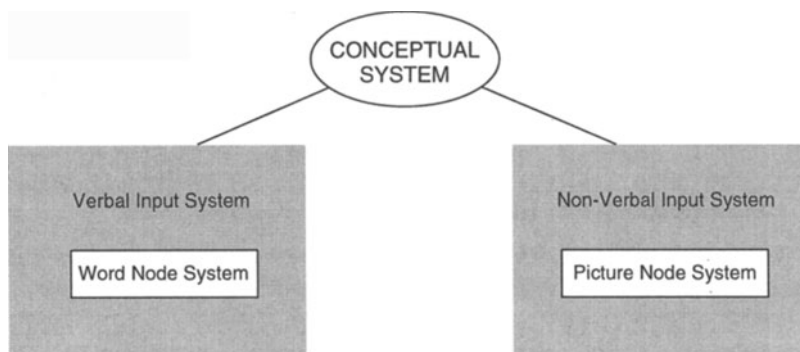 CONCEPTUAL
SYSTEM
Verbal Input System
Non-Verbal Input System
Word Node System
Picture Node System